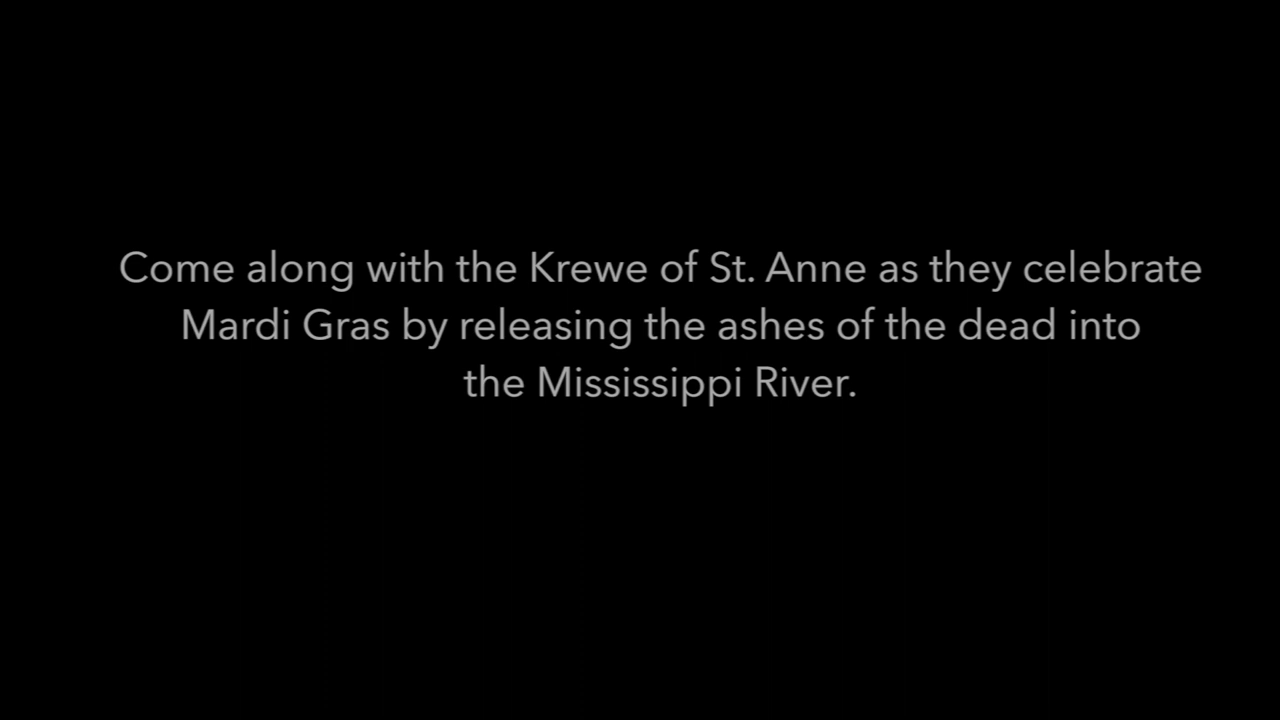 Come along with the Krewe of St. Anne as they celebrate
Mardi Gras by releasing the ashes of the dead into
the Mississippi River.